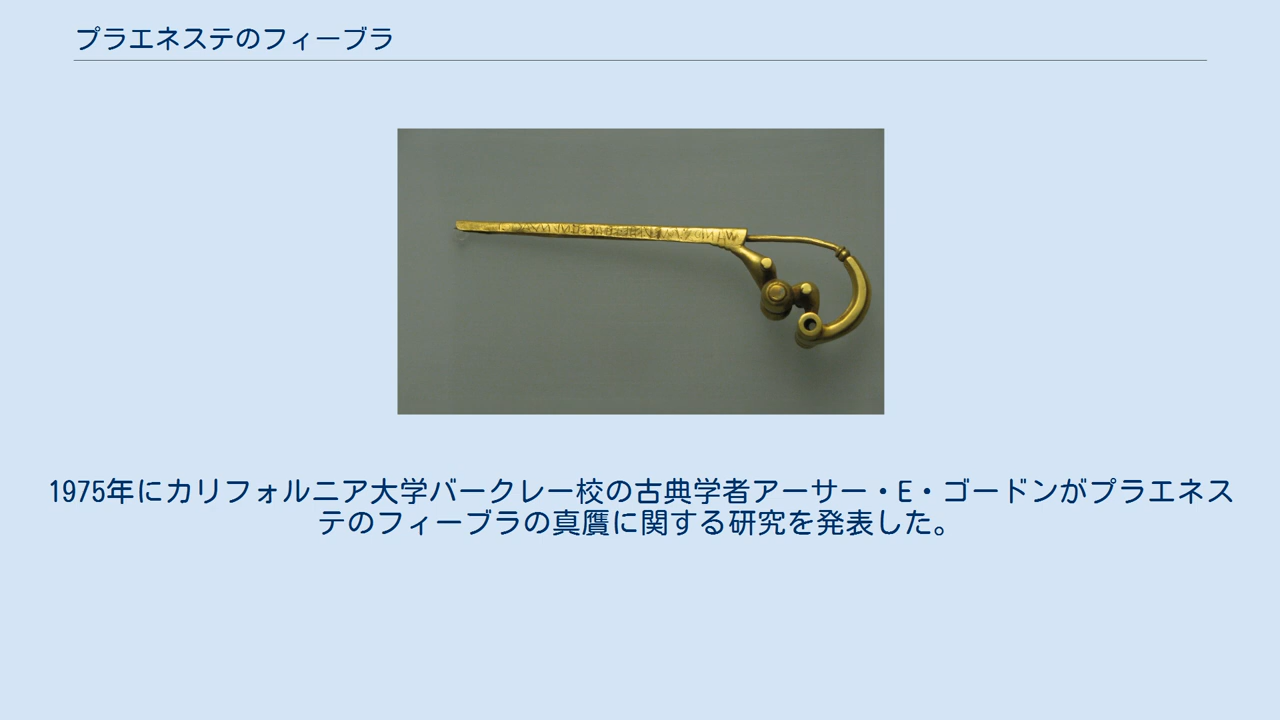 プラエネステのフィーブラ
1975年にカリフォルニア大学バークレー校の古典学者アーサー・E・ゴードンがプラエネス
テのフィーブラの真贋に関する研究を発表した。